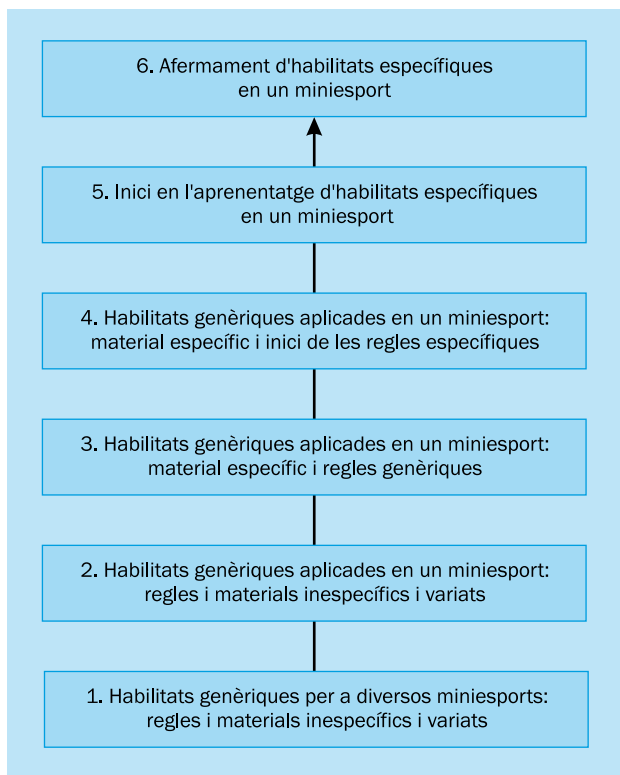 6. Afermament d'habilitats específiques
en un miniesport
5. Inici en l'aprenentatge d'habilitats específiques
en un miniesport
4. Habilitats genèriques aplicades en un miniesport:
material específic i inici de les regles específiques
3. Habilitats genèriques aplicades en un miniesport:
material específic i regles genèriques
2. Habilitats genèriques aplicades en un miniesport:
regles i materials inespecífics i variats
1. Habilitats genèriques per a diversos miniesports:
regles i materials inespecífics i variats